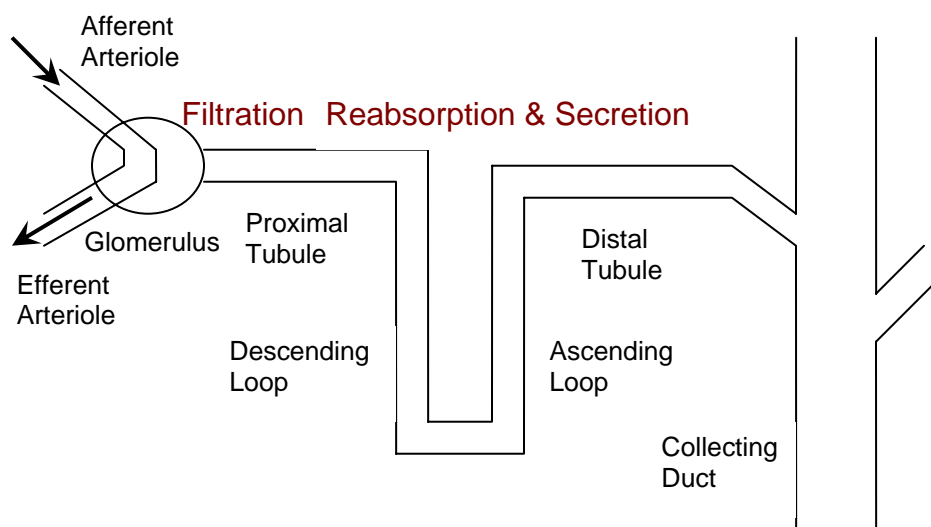 Afferent
Arteriole
Filtration Reabsorption & Secretion
Glomerulus
Proximal
Tubule
Distal
Tubule
Efferent
Arteriole
Descending
Loop
Ascending
Loop
Collecting
Duct